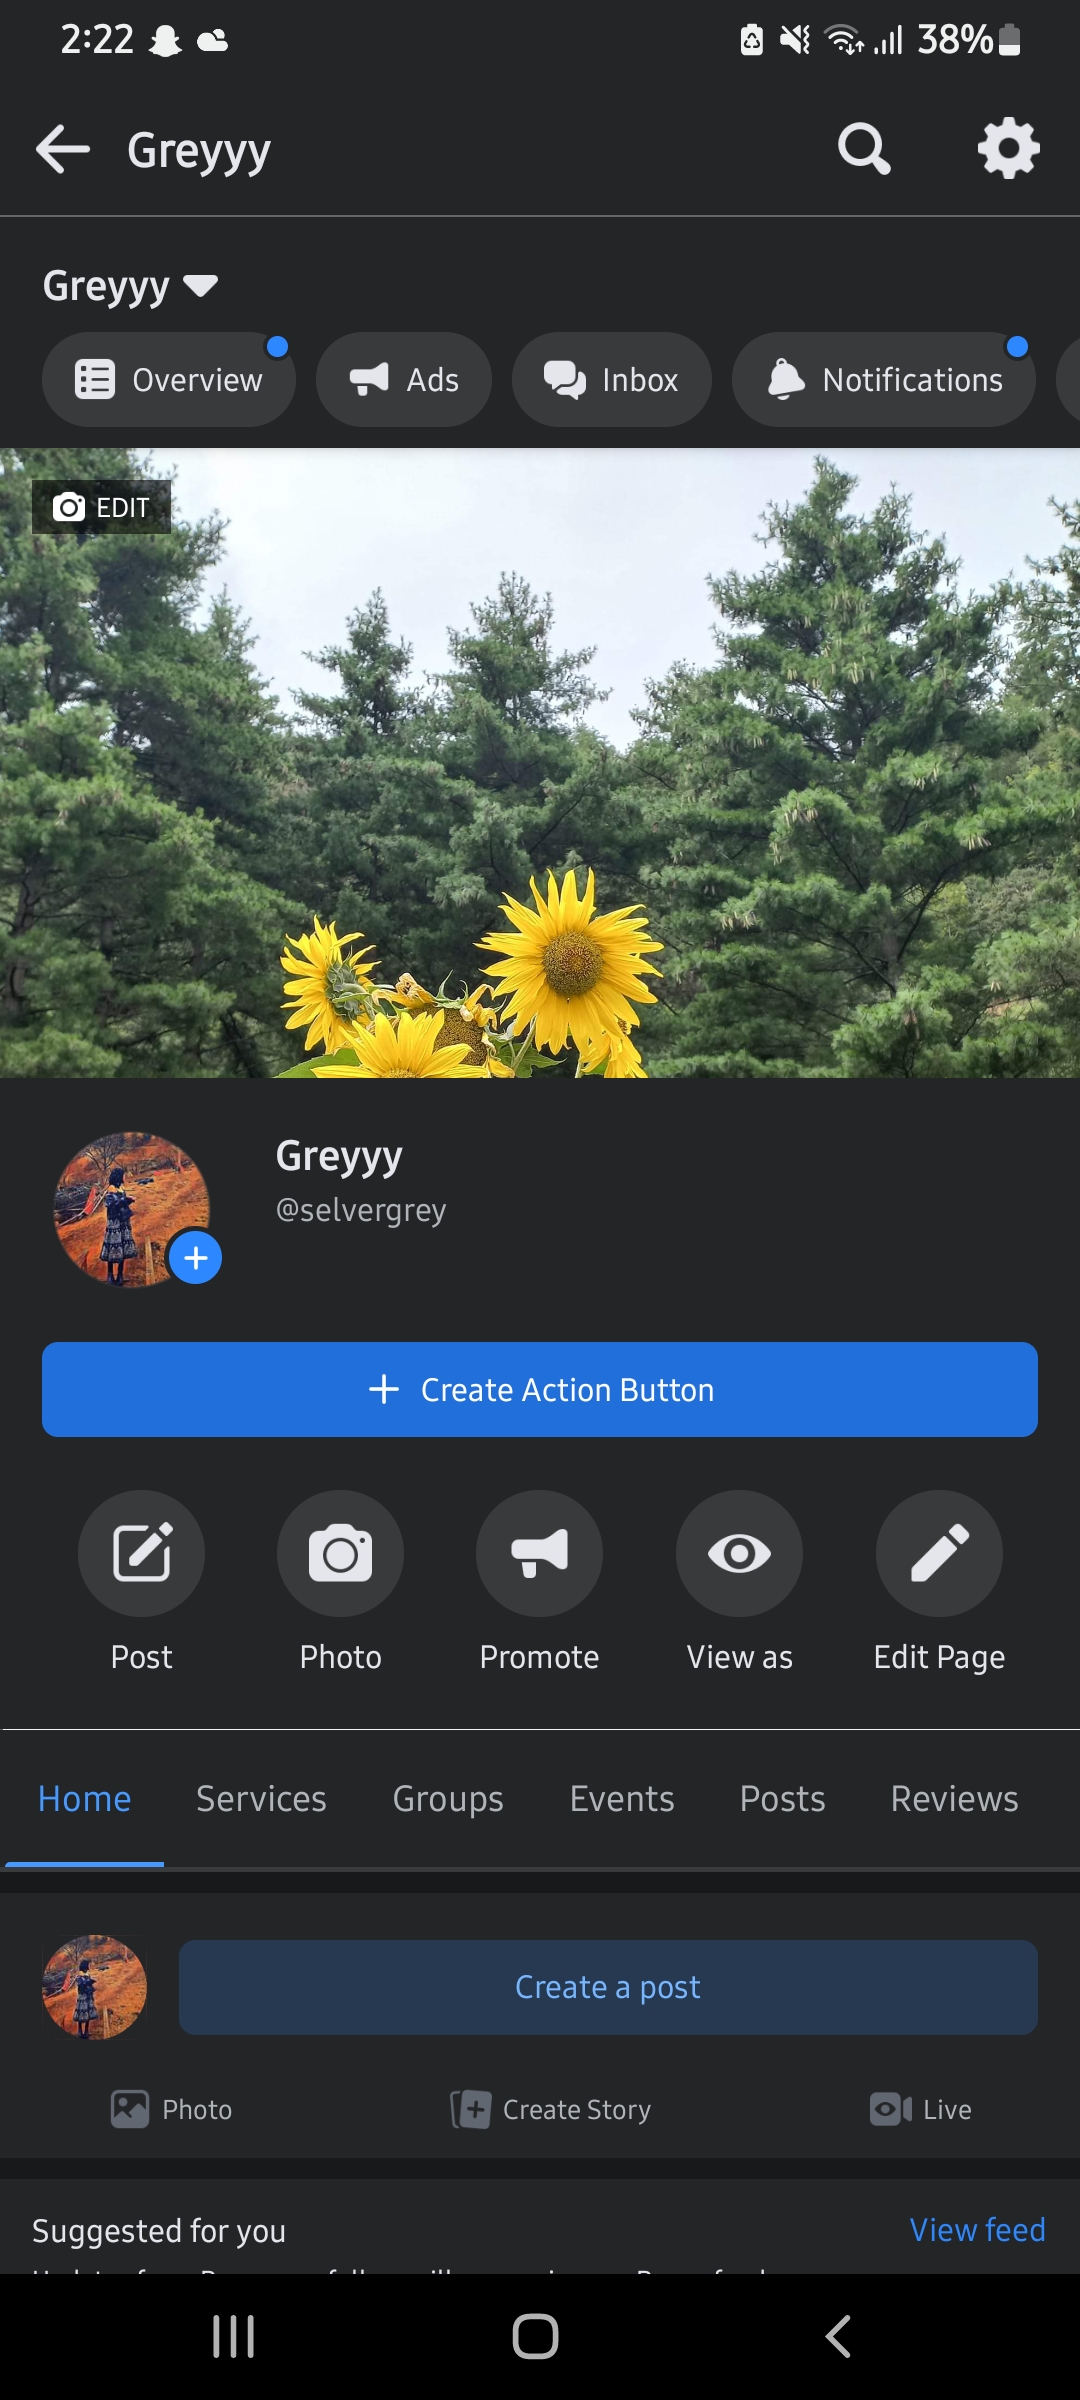 2:22 38%
Greyyy
Greyyy
Overview Ads Inbox Notifications
EDIT
Greyyy
@selvergrey
Create Action Button
Post Photo Promote View as Edit Page
Home Services Groups Events Posts Reviews
Create a post
Photo Create Story Live
Suggested for you View feed